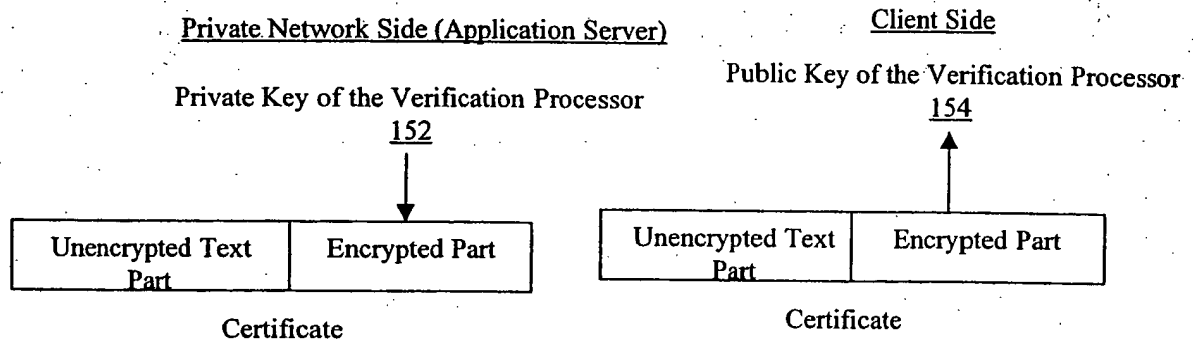 Private Network Side (Application Server)
Private Key of the Verification Processor
152
Unencrypted Text
Part
Encrypted Part
Certificate
Client Side
Public Key of the Verification Processor
154
Unencrypted Text
Part
Encrypted Part
Certificate